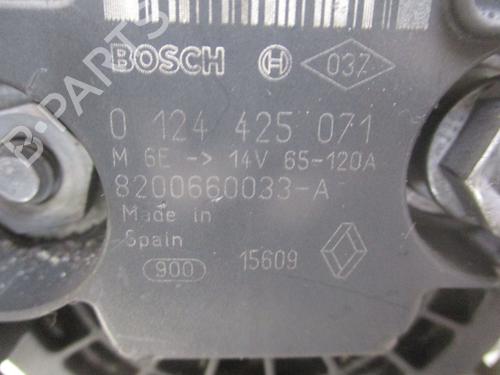 BOSCH 037
0 124 425 071
M 6E -> 14V 65-120A
8200660033-A
Made in
Spain
900 15609